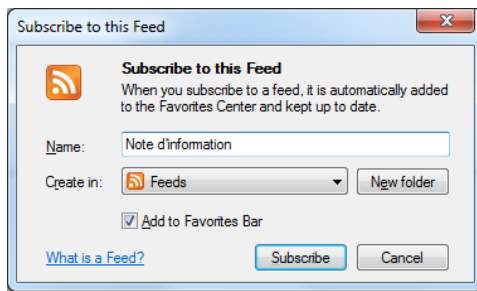 Subscribe to this Feed
Subscribe to this Feed
When you subscribe to a feed, it is automatically added
to the Favorites Center and kept up to date.
Name: Note d'information
Create in: Feeds New folder
Add to Favorites Bar
What is a Feed? Subscribe Cancel